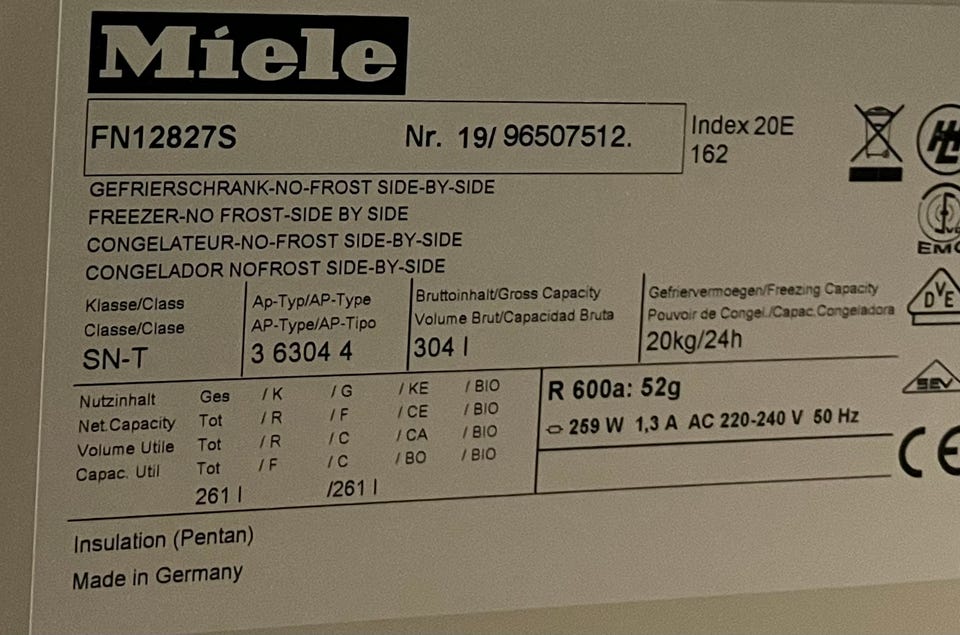 Miele
FN12827S Nr. 19/ 96507512. Index 20E
162
GEFRIERSCHRANK-NO-FROST SIDE-BY-SIDE
FREEZER-NO FROST-SIDE BY SIDE
CONGELATEUR-NO-FROST SIDE-BY-SIDE
CONGELADOR NOFROST SIDE-BY-SIDE
EMC
DVE
Klasse/Class
Classe/Clase
SN-T
Ap-Typ/AP-Type
AP-Type/AP-Tipo
3 6304 4
Bruttoinhalt/Gross Capacity
Volume Brut/Capacidad Bruta
304 l
Gefriervermoegen/Freezing Capacity
Pouvoir de Congel./Capac.Congeladora
20kg/24h
SEV
Nutzinhalt Ges / K / G / KE / BIO
Net.Capacity Tot / R / F / CE / BIO
Volume Utile Tot / R / C / CA / BIO
Capac. Util Tot / F / C / BO / BIO
261 l /261 l
R 600a: 52g
259 W 1,3 A AC 220-240 V 50 Hz
CE
Insulation (Pentan)
Made in Germany